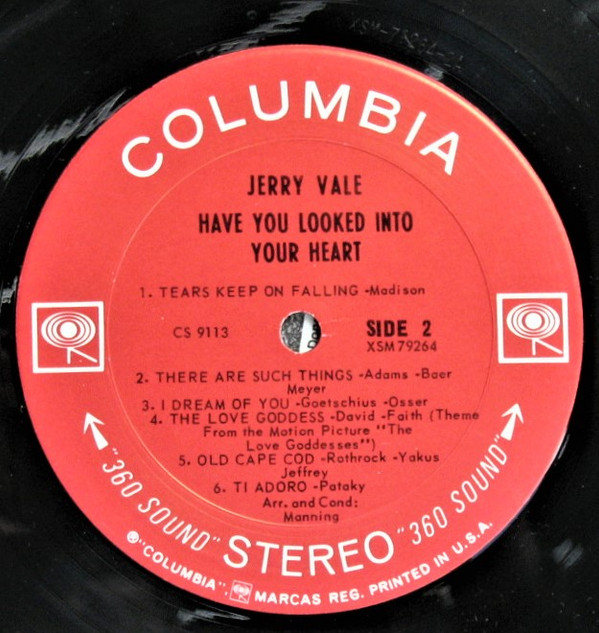 COLUMBIA
JERRY VALE
HAVE YOU LOOKED INTO
YOUR HEART
1. TEARS KEEP ON FALLING -Madison
CS 9113
SIDE 2
XSM 79264
2. THERE ARE SUCH THINGS -Adams -Baer
Meyer
3. I DREAM OF YOU -Goetschius -Osser
4. THE LOVE GODDESS -David -Faith (Theme
From the Motion Picture "The
Love Goddesses")
5. OLD CAPE COD -Rothrock -Yakus
Jeffrey
6. TI ADORO -Pataky
Arr. and Cond:
Manning
"360 SOUND" STEREO "360 SOUND"
® "COLUMBIA", MARCAS REG. PRINTED IN U.S.A.